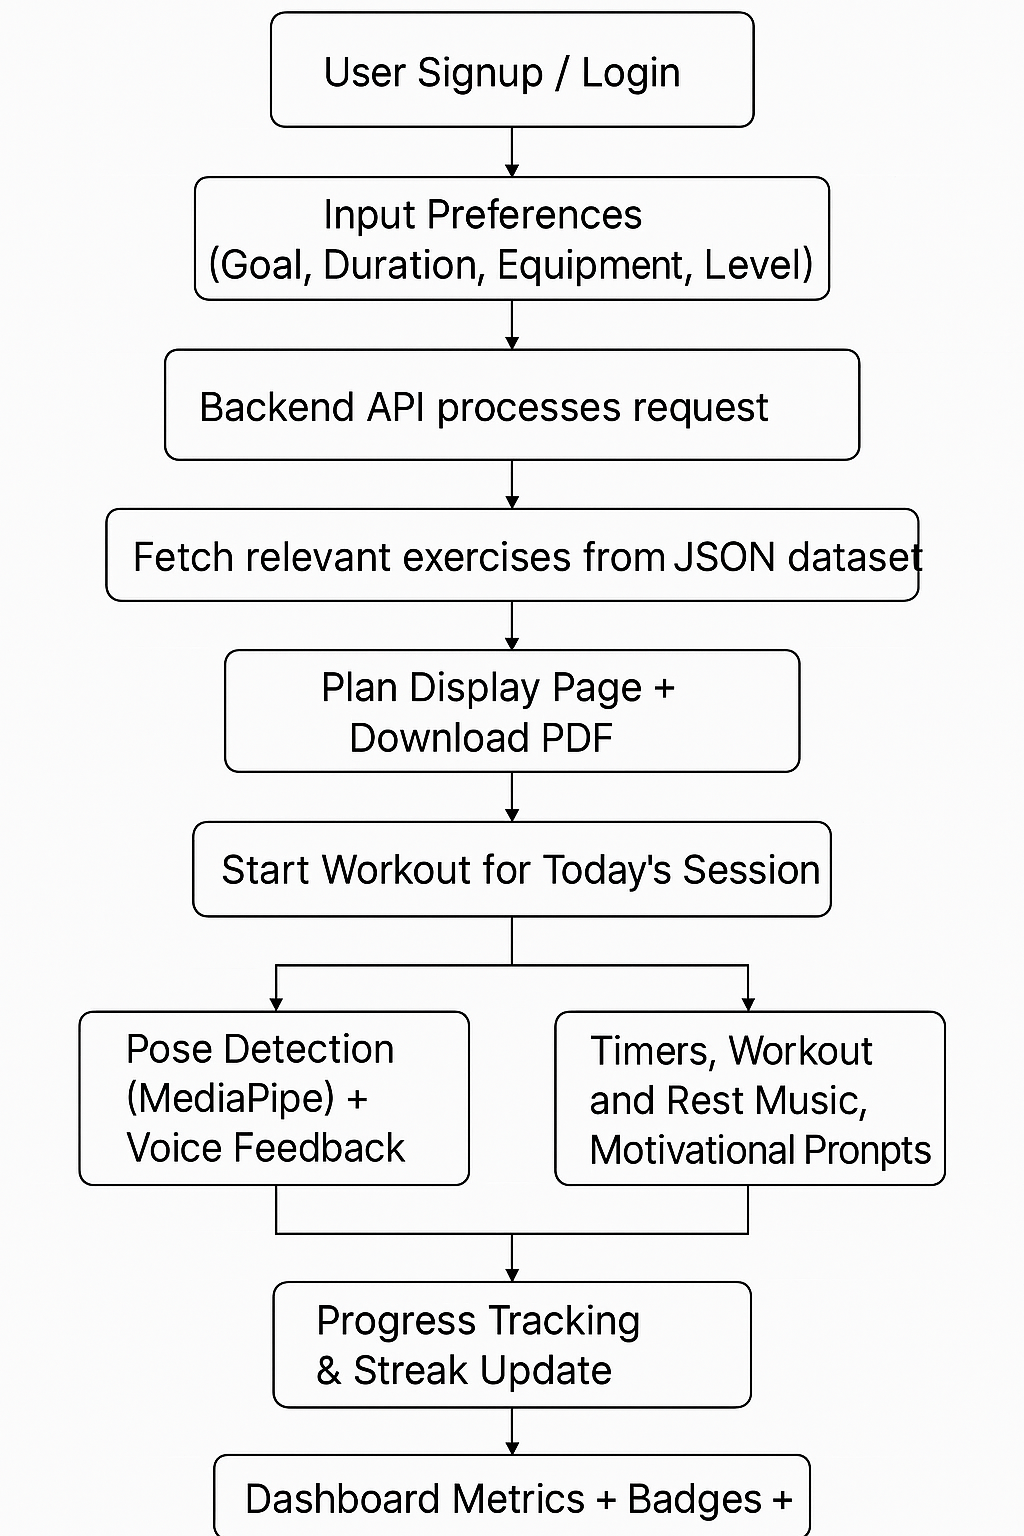 User Signup / Login
Input Preferences
(Goal, Duration, Equipment, Level)
Backend API processes request
Fetch relevant exercises from JSON dataset
Plan Display Page +
Download PDF
Start Workout for Today's Session
Pose Detection
(MediaPipe) +
Voice Feedback
Timers, Workout
and Rest Music,
Motivational Pronpts
Progress Tracking
& Streak Update
Dashboard Metrics + Badges +